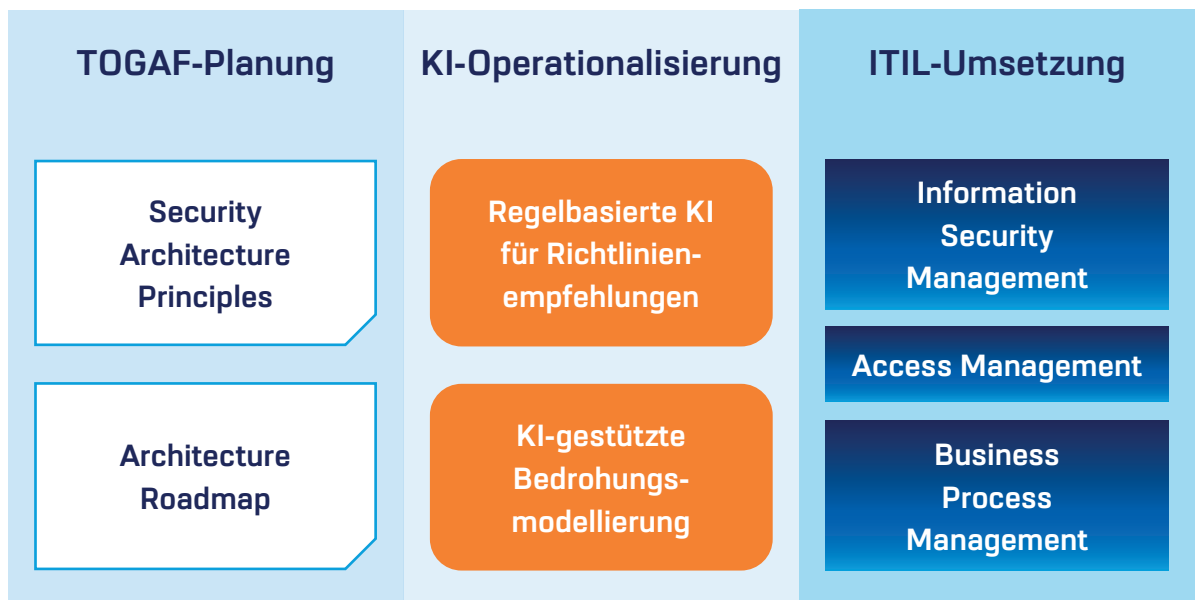 TOGAF-Planung
Security
Architecture
Principles
Architecture
Roadmap
KI-Operationalisierung
Regelbasierte KI
für Richtlinien-
empfehlungen
KI-gestützte
Bedrohungs-
modellierung
ITIL-Umsetzung
Information
Security
Management
Access Management
Business
Process
Management